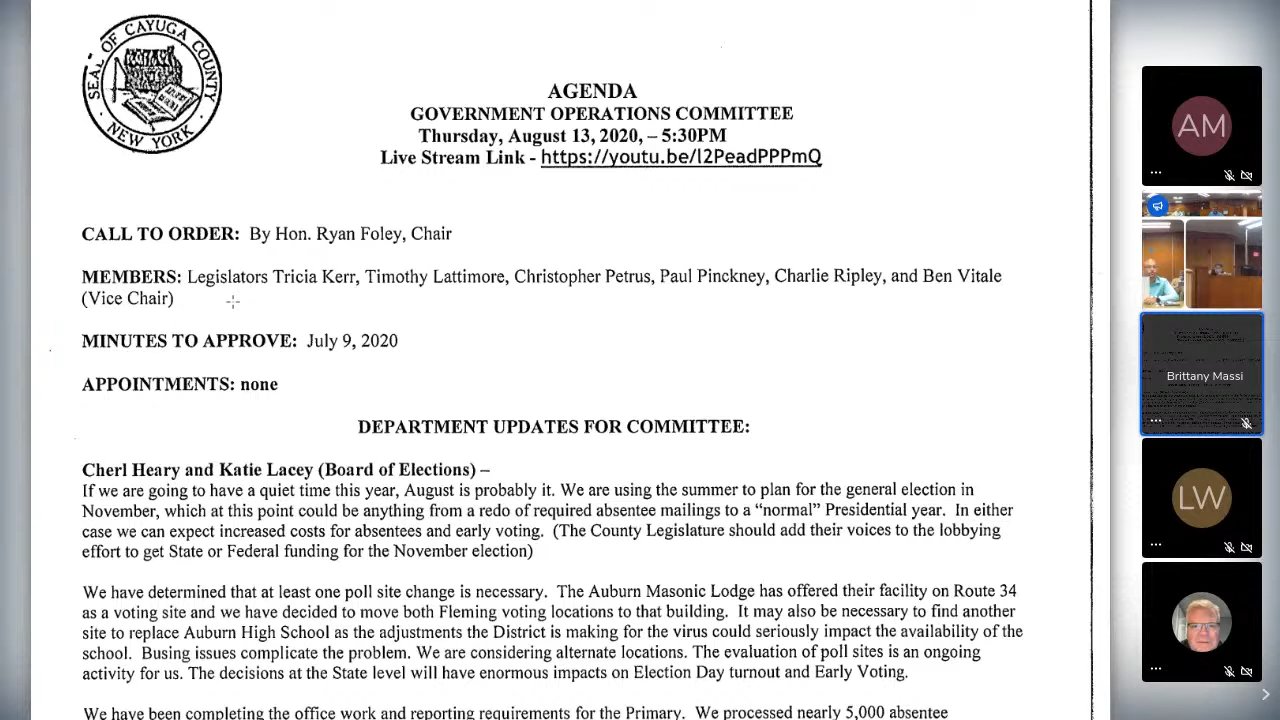 SEAL OF CAYUGA COUNTY
NEW YORK
AGENDA
GOVERNMENT OPERATIONS COMMITTEE
Thursday, August 13, 2020, – 5:30PM
Live Stream Link - https://youtu.be/l2PeadPPPmQ
CALL TO ORDER: By Hon. Ryan Foley, Chair
MEMBERS: Legislators Tricia Kerr, Timothy Lattimore, Christopher Petrus, Paul Pinckney, Charlie Ripley, and Ben Vitale
(Vice Chair)
MINUTES TO APPROVE: July 9, 2020
APPOINTMENTS: none
DEPARTMENT UPDATES FOR COMMITTEE:
Cherl Heary and Katie Lacey (Board of Elections) –
If we are going to have a quiet time this year, August is probably it. We are using the summer to plan for the general election in
November, which at this point could be anything from a redo of required absentee mailings to a “normal” Presidential year. In either
case we can expect increased costs for absentees and early voting. (The County Legislature should add their voices to the lobbying
effort to get State or Federal funding for the November election)
We have determined that at least one poll site change is necessary. The Auburn Masonic Lodge has offered their facility on Route 34
as a voting site and we have decided to move both Fleming voting locations to that building. It may also be necessary to find another
site to replace Auburn High School as the adjustments the District is making for the virus could seriously impact the availability of the
school. Busing issues complicate the problem. We are considering alternate locations. The evaluation of poll sites is an ongoing
activity for us. The decisions at the State level will have enormous impacts on Election Day turnout and Early Voting.
We have been completing the office work and reporting requirements for the Primary. We processed nearly 5,000 absentee
AM
Brittany Massi
LW